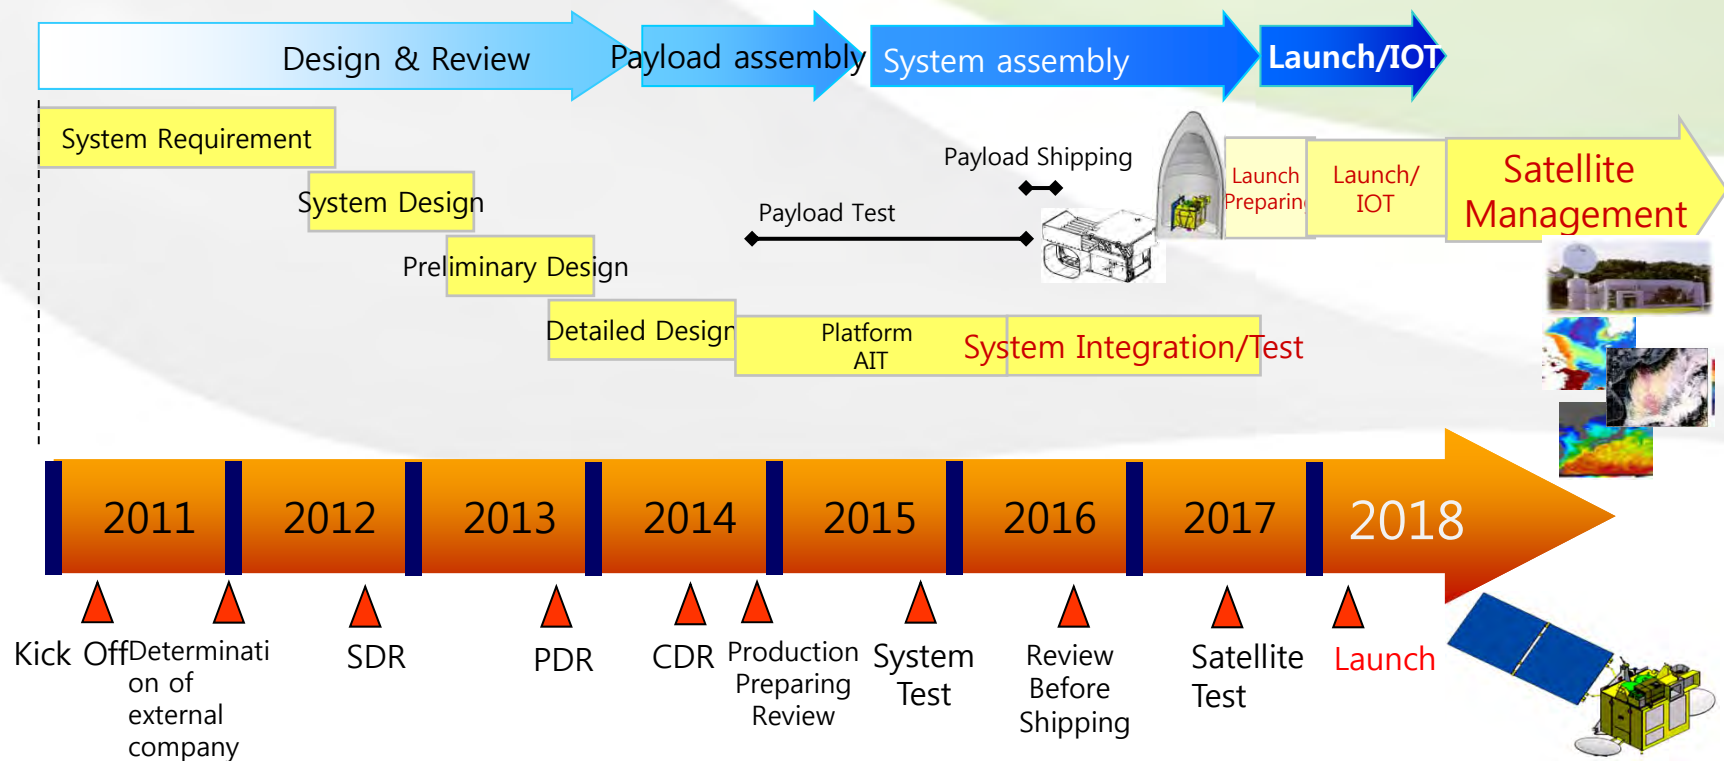 Design & Review
Payload assembly
System assembly
Launch/IOT
System Requirement
System Design
Preliminary Design
Detailed Design
Payload Shipping
Payload Test
Platform
AIT
System Integration/Test
Launch
Preparin
Launch/
IOT
Satellite
Management
2011
2012
2013
2014
2015
2016
2017
2018
Kick Off
Determinati
on of
external
company
SDR
PDR
CDR
Production
Preparing
Review
System
Test
Review
Before
Shipping
Satellite
Test
Launch